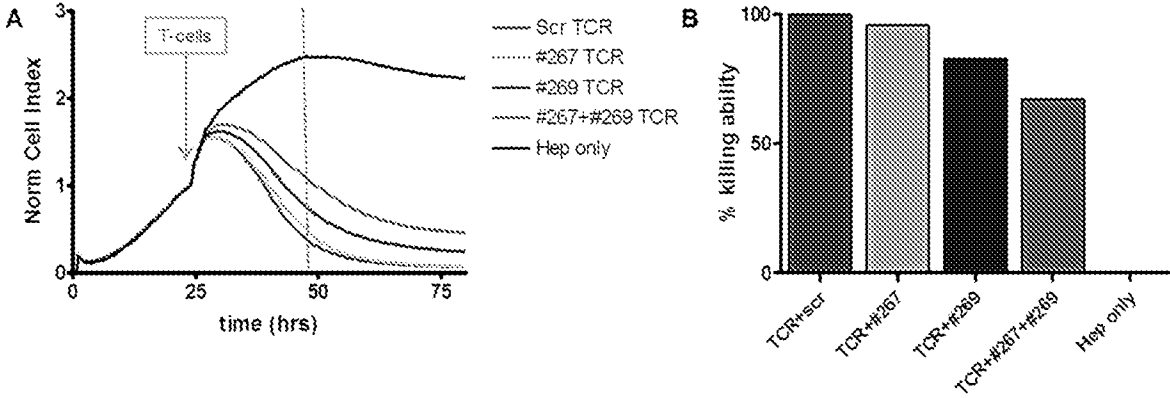 A
Norm Cell Index
3
2
1
0
T-cells
0
25
50
75
time (hrs)
Scr TCR
#267 TCR
#269 TCR
#267+#269 TCR
Hep only
B
% killing ability
100
50
0
TCR+scr
TCR+#267
TCR+#269
TCR+#267+#269
Hep only